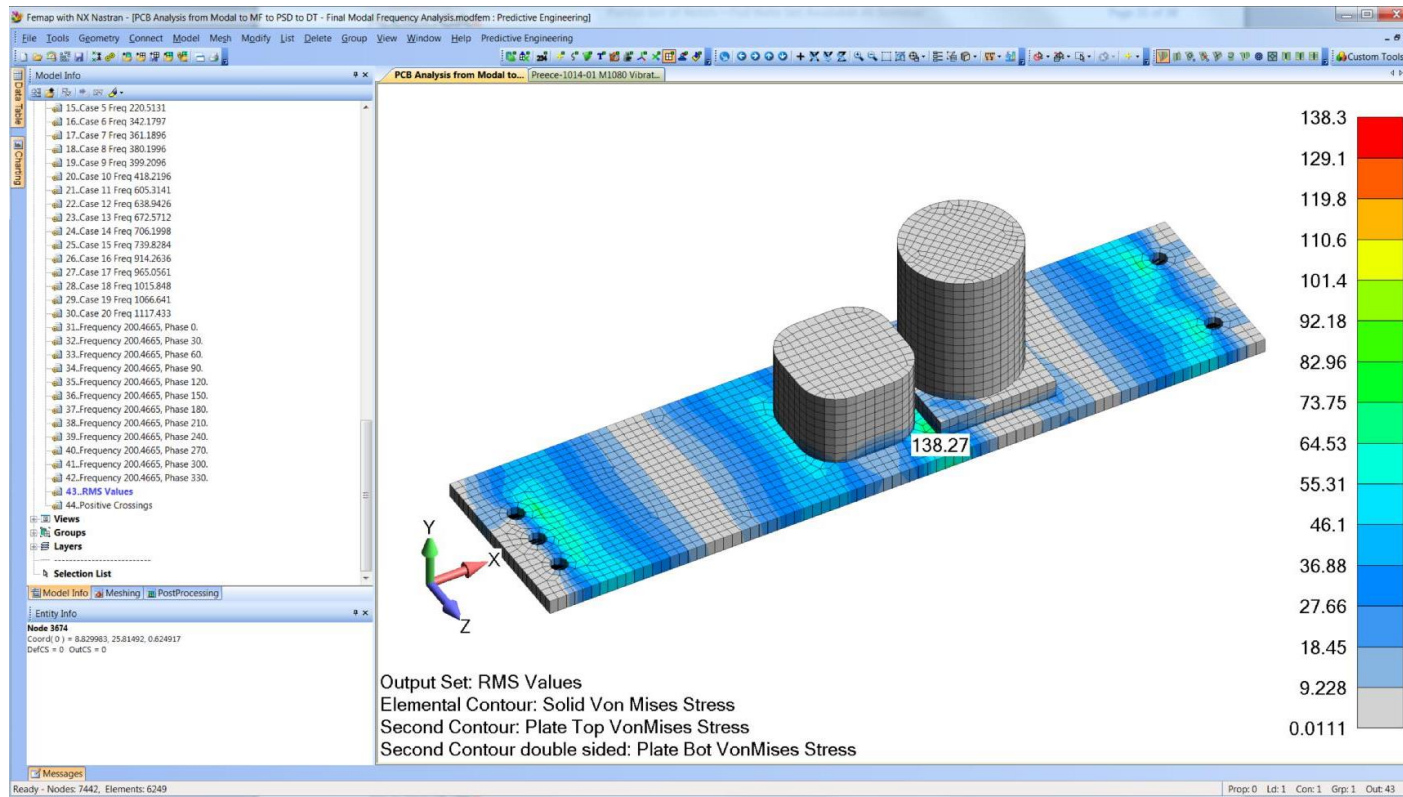 Femap with NX Nastran - [PCB Analysis from Modal to MF to PSD to DT - Final Modal Frequency Analysis.modfem : Predictive Engineering]
File Tools Geometry Connect Model Mesh Modify List Delete Group View Window Help Predictive Engineering
Custom Tools
Model Info
PCB Analysis from Modal to... Preece-1014-01 M1080 Vibrat...
Data Table
Charting
15..Case 5 Freq 220.5131
16..Case 6 Freq 342.1797
17..Case 7 Freq 361.1896
18..Case 8 Freq 380.1996
19..Case 9 Freq 399.2096
20..Case 10 Freq 418.2196
21..Case 11 Freq 605.3141
22..Case 12 Freq 638.9426
23..Case 13 Freq 672.5712
24..Case 14 Freq 706.1998
25..Case 15 Freq 739.8284
26..Case 16 Freq 914.2636
27..Case 17 Freq 965.0561
28..Case 18 Freq 1015.848
29..Case 19 Freq 1066.641
30..Case 20 Freq 1117.433
31..Frequency 200.4665, Phase 0.
32..Frequency 200.4665, Phase 30.
33..Frequency 200.4665, Phase 60.
34..Frequency 200.4665, Phase 90.
35..Frequency 200.4665, Phase 120.
36..Frequency 200.4665, Phase 150.
37..Frequency 200.4665, Phase 180.
38..Frequency 200.4665, Phase 210.
39..Frequency 200.4665, Phase 240.
40..Frequency 200.4665, Phase 270.
41..Frequency 200.4665, Phase 300.
42..Frequency 200.4665, Phase 330.
43..RMS Values
44..Positive Crossings
Views
Groups
Layers
Selection List
Model Info Meshing PostProcessing
Entity Info
Node 3674
Coord( 0 ) = 8.829983, 25.81492, 0.624917
DefCS = 0 OutCS = 0
138.3
129.1
119.8
110.6
101.4
92.18
82.96
73.75
64.53
55.31
46.1
36.88
27.66
18.45
9.228
0.0111
138.27
Y
X
Z
Output Set: RMS Values
Elemental Contour: Solid Von Mises Stress
Second Contour: Plate Top VonMises Stress
Second Contour double sided: Plate Bot VonMises Stress
Messages
Ready - Nodes: 7442, Elements: 6249
Prop: 0 Ld: 1 Con: 1 Grp: 1 Out: 43